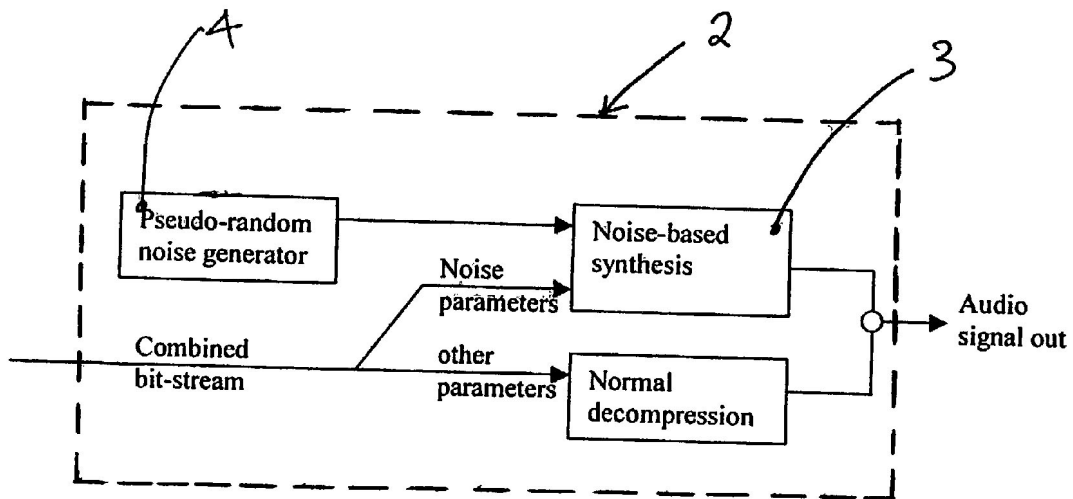 4
2
3
Pseudo-random
noise generator
Noise-based
synthesis
Noise
parameters
Combined
bit-stream
other
parameters
Normal
decompression
Audio
signal out